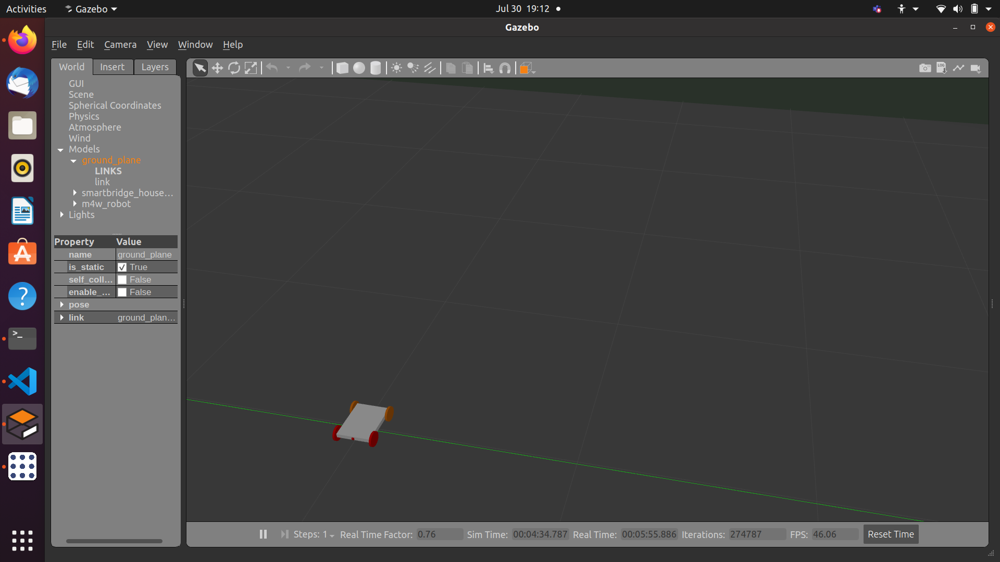 Activities Gazebo Jul 30 19:12
Gazebo
File Edit Camera View Window Help
World Insert Layers
GUI
Scene
Spherical Coordinates
Physics
Atmosphere
Wind
Models
ground_plane
LINKS
link
smartbridge_house...
m4w_robot
Lights
Property Value
name ground_plane
is_static True
self_coll... False
enable_... False
pose
link ground_plan...
LOG
>_
?
Steps: 1 Real Time Factor: 0.76 Sim Time: 00:04:34.787 Real Time: 00:05:55.886 Iterations: 274787 FPS: 46.06 Reset Time